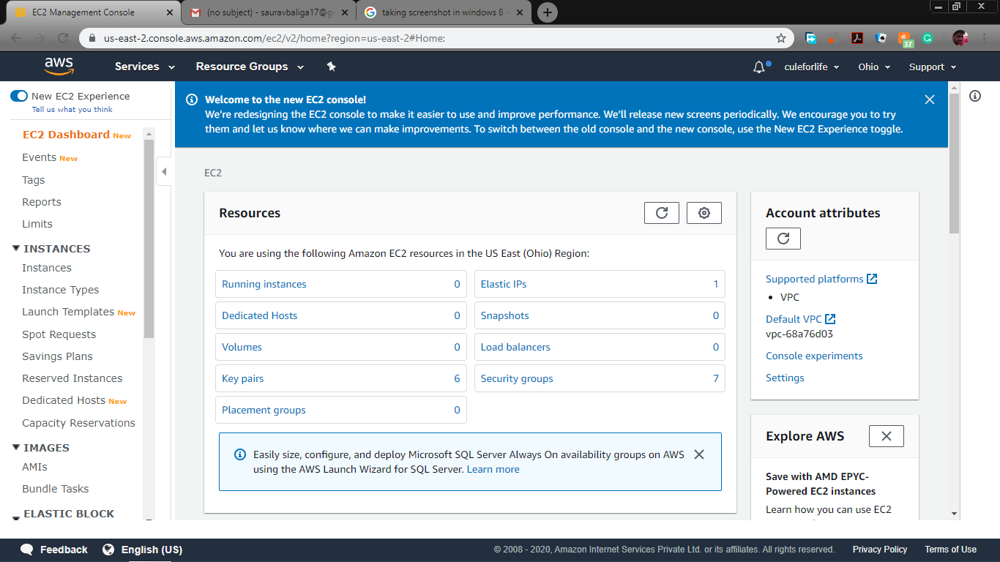 EC2 Management Console
(no subject) - sauravbaliga17@g
taking screenshot in windows 8 -
us-east-2.console.aws.amazon.com/ec2/v2/home?region=us-east-2#Home:
37
aws
Services
Resource Groups
culeforlife
Ohio
Support
New EC2 Experience
Tell us what you think
EC2 Dashboard New
Events New
Tags
Reports
Limits
INSTANCES
Instances
Instance Types
Launch Templates New
Spot Requests
Savings Plans
Reserved Instances
Dedicated Hosts New
Capacity Reservations
IMAGES
AMIs
Bundle Tasks
ELASTIC BLOCK
Welcome to the new EC2 console!
We're redesigning the EC2 console to make it easier to use and improve performance. We'll release new screens periodically. We encourage you to try
them and let us know where we can make improvements. To switch between the old console and the new console, use the New EC2 Experience toggle.
EC2
Resources
You are using the following Amazon EC2 resources in the US East (Ohio) Region:
Running instances 0
Elastic IPs 1
Dedicated Hosts 0
Snapshots 0
Volumes 0
Load balancers 0
Key pairs 6
Security groups 7
Placement groups 0
Easily size, configure, and deploy Microsoft SQL Server Always On availability groups on AWS
using the AWS Launch Wizard for SQL Server. Learn more
Account attributes
Supported platforms
• VPC
Default VPC
vpc-68a76d03
Console experiments
Settings
Explore AWS
Save with AMD EPYC-
Powered EC2 instances
Learn how you can use EC2
Feedback
English (US)
© 2008 - 2020, Amazon Internet Services Private Ltd. or its affiliates. All rights reserved.
Privacy Policy
Terms of Use